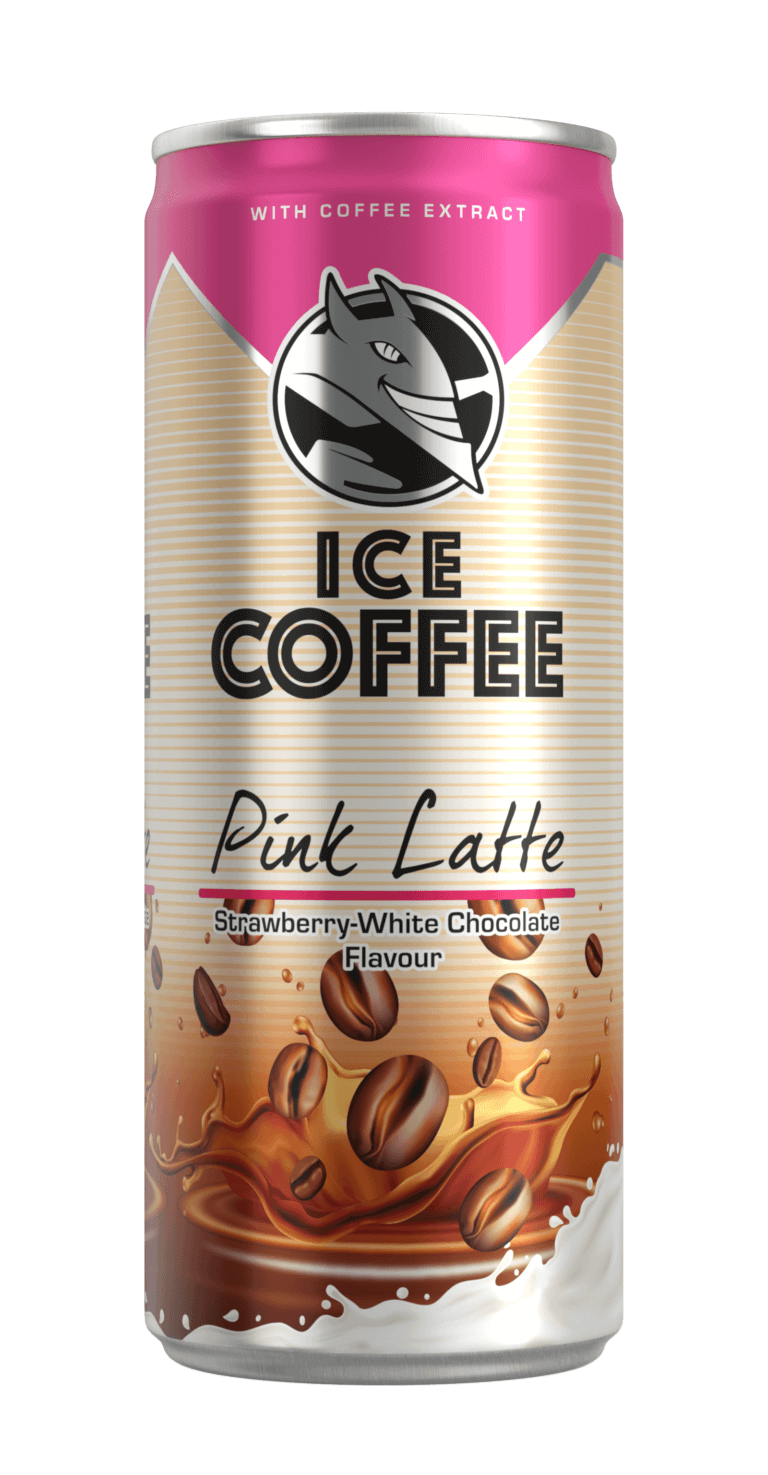 WITH COFFEE EXTRACT
ICE
COFFEE
Pink Latte
Strawberry-White Chocolate
Flavour